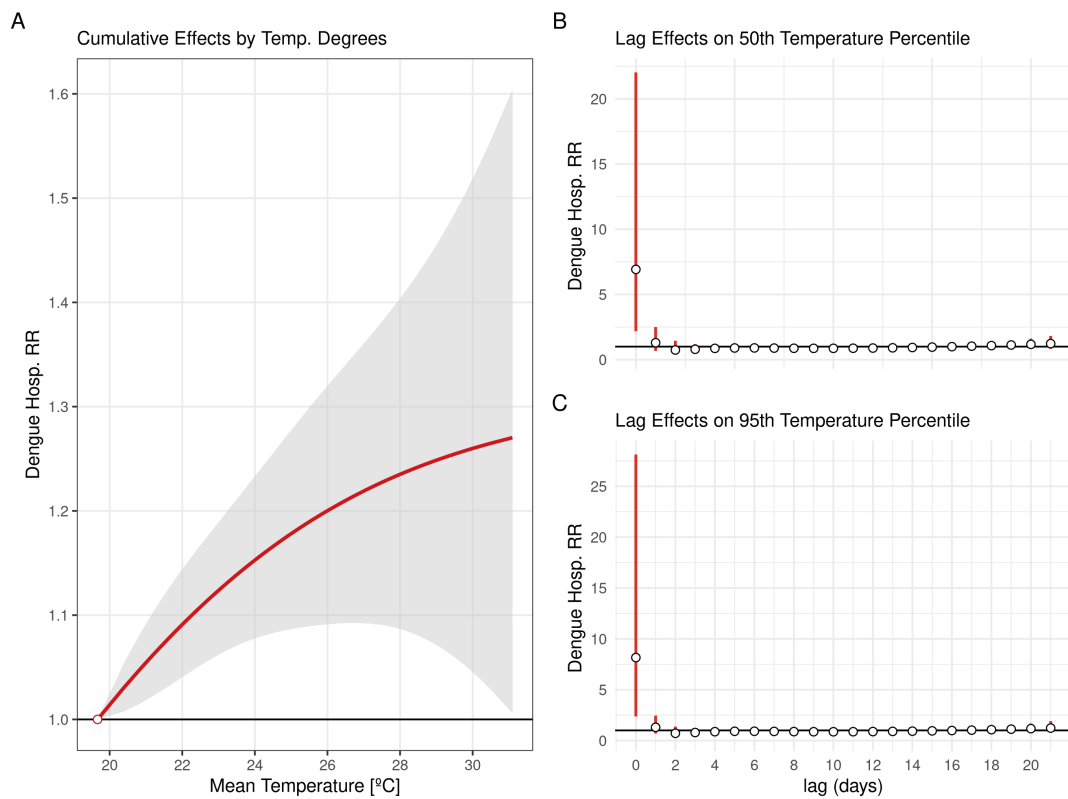 A
Cumulative Effects by Temp. Degrees
Dengue Hosp. RR
1.6
1.5
1.4
1.3
1.2
1.1
1.0
20 22 24 26 28 30
Mean Temperature [ºC]
B
Lag Effects on 50th Temperature Percentile
Dengue Hosp. RR
20
15
10
5
0
C
Lag Effects on 95th Temperature Percentile
Dengue Hosp. RR
25
20
15
10
5
0
0 2 4 6 8 10 12 14 16 18 20
lag (days)